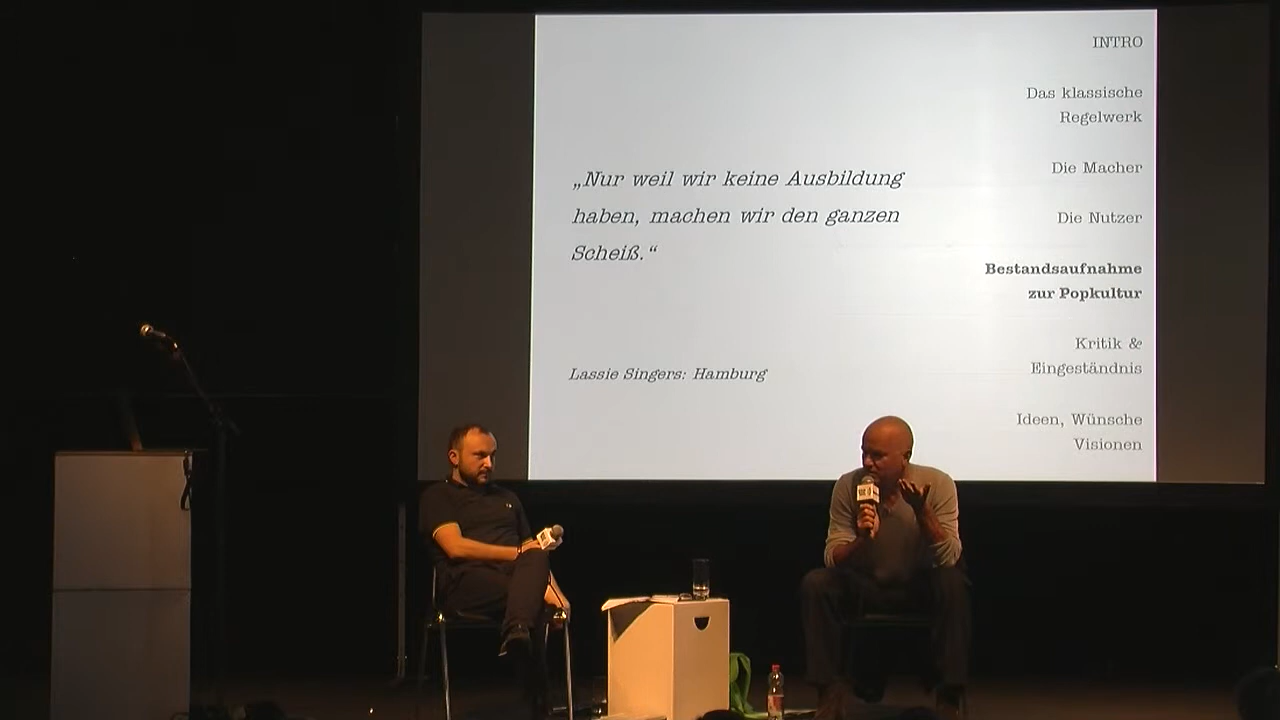 „Nur weil wir keine Ausbildung
haben, machen wir den ganzen
Scheiß.“
Lassie Singers: Hamburg
INTRO
Das klassische
Regelwerk
Die Macher
Die Nutzer
Bestandsaufnahme
zur Popkultur
Kritik &
Eingeständnis
Ideen, Wünsche
Visionen